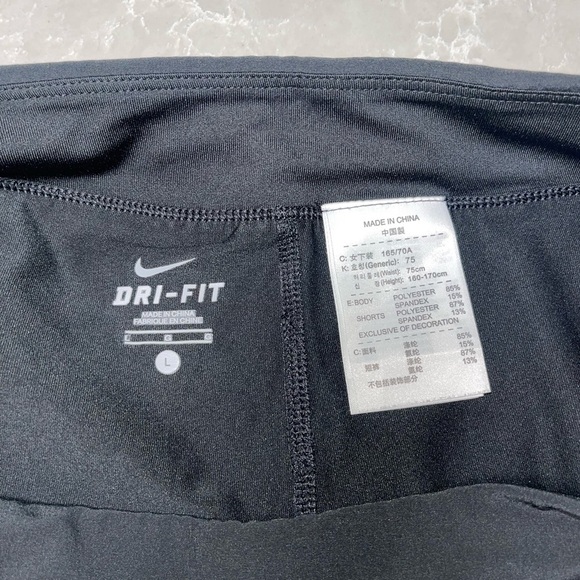 DRI-FIT
MADE IN CHINA
FABRIQUE EN CHINE
L
MADE IN CHINA
中国製
C: 女下裝 165/70A
K: 호칭(Generic): 75
허리둘레(Waist): 75cm
신 장(Height): 160-170cm
E: BODY POLYESTER 85%
SPANDEX 15%
SHORTS POLYESTER 87%
SPANDEX 13%
EXCLUSIVE OF DECORATION
C: 面料 涤纶 85%
氨纶 15%
短裤 涤纶 87%
氨纶 13%
不包括装饰部分